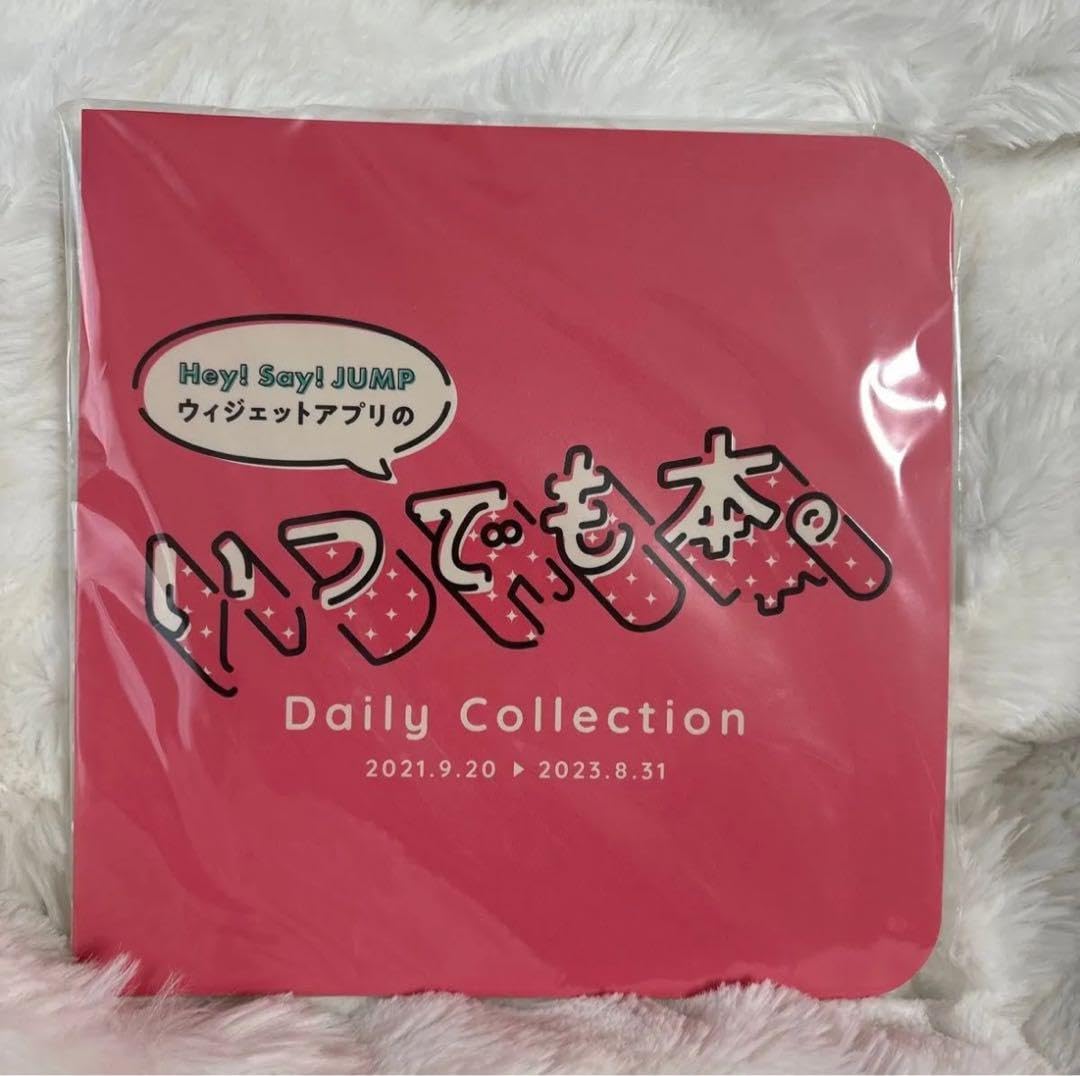 Hey! Say! JUMP
ウィジェットアプリの
いつでも本。
Daily Collection
2021.9.20 ▶ 2023.8.31